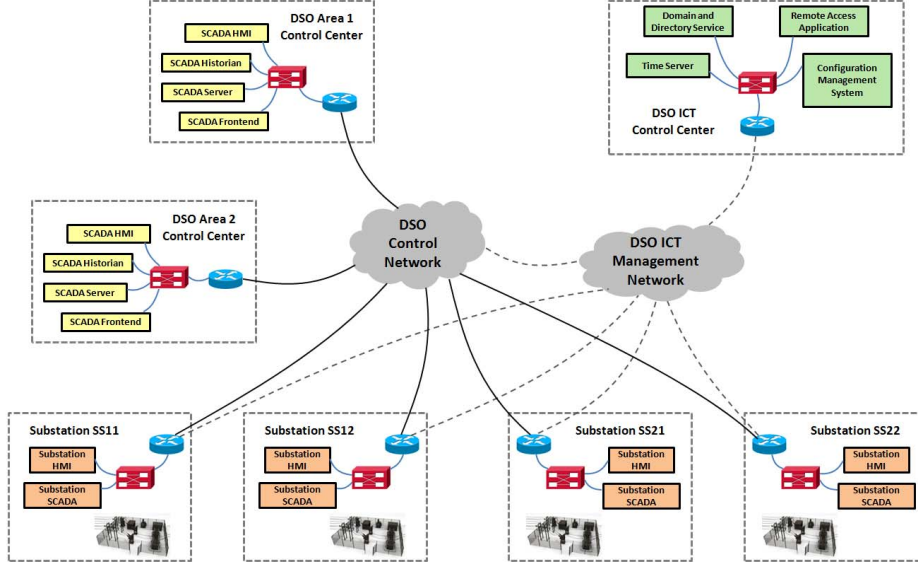 DSO Area 1
Control Center
SCADA HMI
SCADA Historian
SCADA Server
SCADA Frontend
Domain and
Directory Service
Remote Access
Application
Time Server
Configuration
Management
System
DSO ICT
Control Center
DSO Area 2
Control Center
SCADA HMI
SCADA Historian
SCADA Server
SCADA Frontend
DSO
Control
Network
DSO ICT
Management
Network
Substation SS11
Substation
HMI
Substation
SCADA
Substation SS12
Substation
HMI
Substation
SCADA
Substation SS21
Substation
HMI
Substation
SCADA
Substation SS22
Substation
HMI
Substation
SCADA